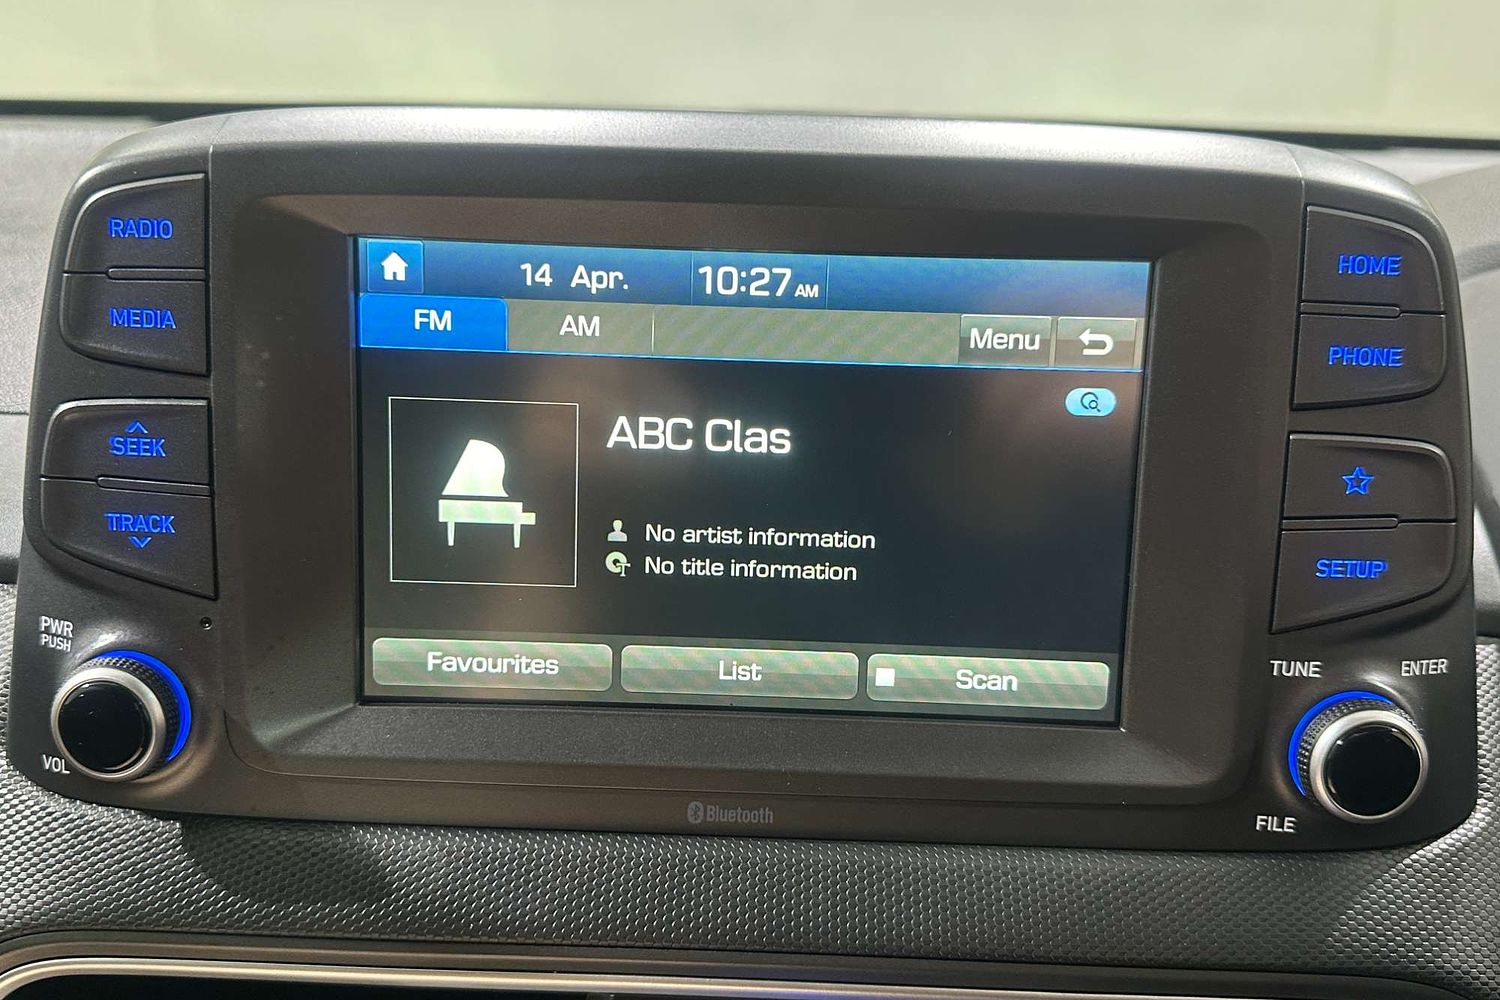 RADIO
MEDIA
SEEK
TRACK
PWR
PUSH
VOL
14 Apr. 10:27 AM
FM AM Menu
ABC Clas
No artist information
No title information
Favourites List Scan
Bluetooth
HOME
PHONE
SETUP
TUNE ENTER
FILE